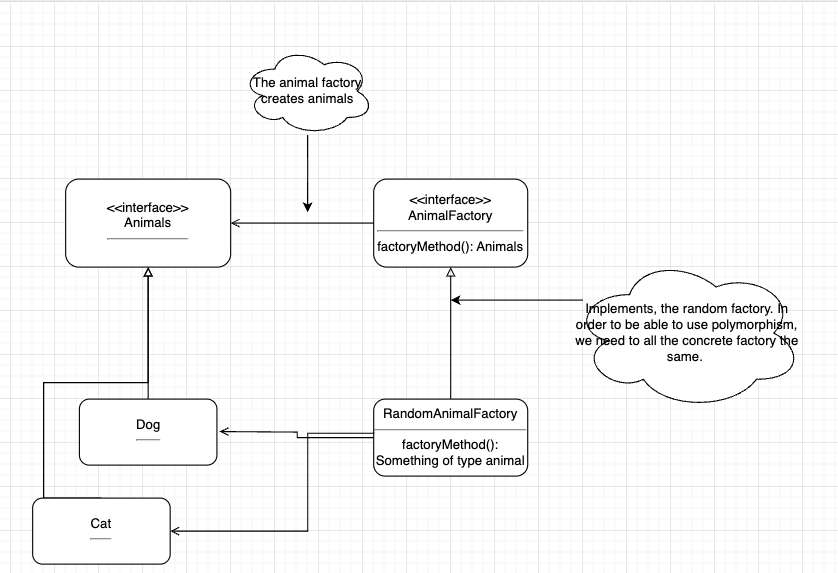 The animal factory
creates animals
<<interface>>
Animals
<<interface>>
AnimalFactory
factoryMethod(): Animals
Implements, the random factory. In
order to be able to use polymorphism,
we need to all the concrete factory the
same.
Dog
RandomAnimalFactory
factoryMethod():
Something of type animal
Cat